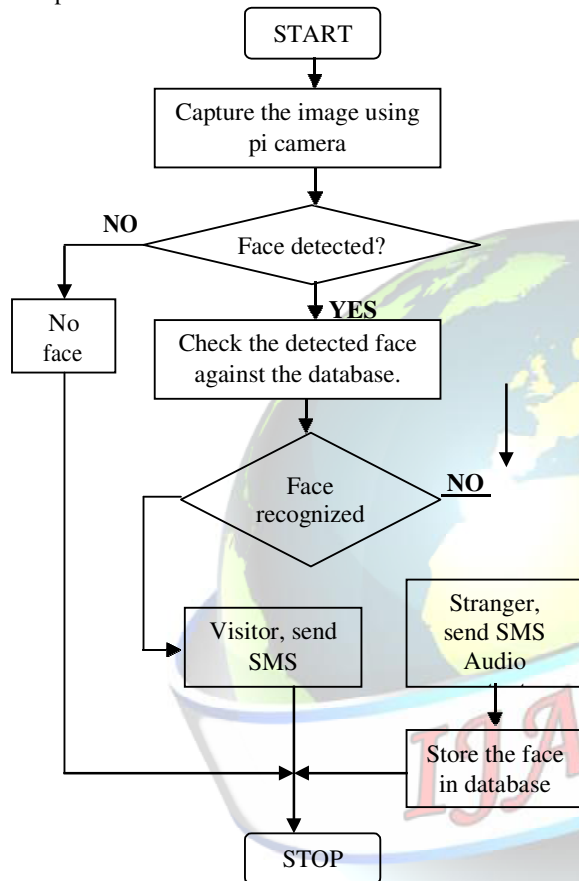 START
Capture the image using
pi camera
NO
Face detected?
YES
No
face
Check the detected face
against the database.
Face
recognized
NO
Visitor, send
SMS
Stranger,
send SMS
Audio
Store the face
in database
IJA
STOP